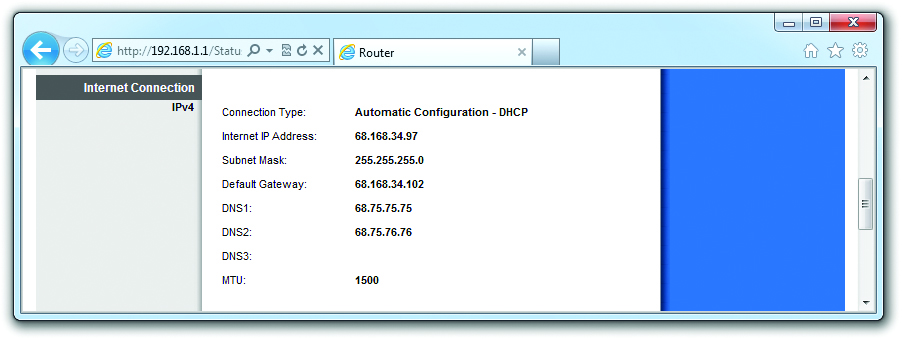 http://192.168.1.1/Statu
Router
Internet Connection
IPv4
Connection Type: Automatic Configuration - DHCP
Internet IP Address: 68.168.34.97
Subnet Mask: 255.255.255.0
Default Gateway: 68.168.34.102
DNS1: 68.75.75.75
DNS2: 68.75.76.76
DNS3:
MTU: 1500